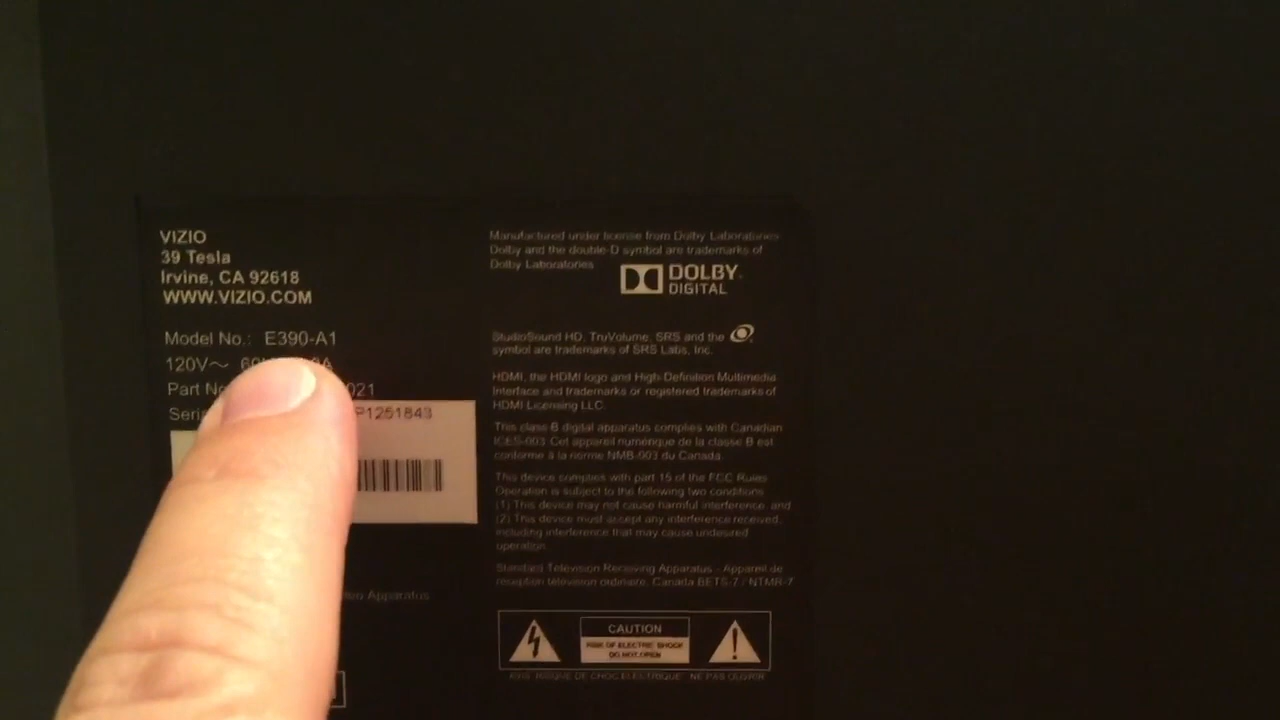 VIZIO
39 Tesla
Irvine, CA 92618
WWW.VIZIO.COM
Model No.: E390-A1
120V~
Part No
021
P1251843
Apparatus
Manufactured under license from Dolby Laboratories
Dolby and the double-D symbol are trademarks of
Dolby Laboratories
DOLBY
DIGITAL
StudioSound HD, TruVolume, SRS and the
symbol are trademarks of SRS Labs, Inc.
HDMI, the HDMI logo and High Definition Multimedia
Interface and trademarks or registered trademarks of
HDMI Licensing LLC.
This class B digital apparatus complies with Canadian
ICES-003 Cet appareil numérique de la classe B est
conforme à la norme NMB-003 du Canada.
This device complies with part 15 of the FCC Rules
Operation is subject to the following two conditions
(1) This device may not cause harmful interference, and
(2) This device must accept any interference received,
including interference that may cause undesired
operation
Standard Television Receiving Apparatus - Appareil de
reception télévision ordinaire, Canada BETS-7 / NTMR-7
CAUTION
RISK OF ELECTRIC SHOCK
DO NOT OPEN
AVIS RISQUE DE CHOC ELECTRIQUE NE PAS OUVRIR